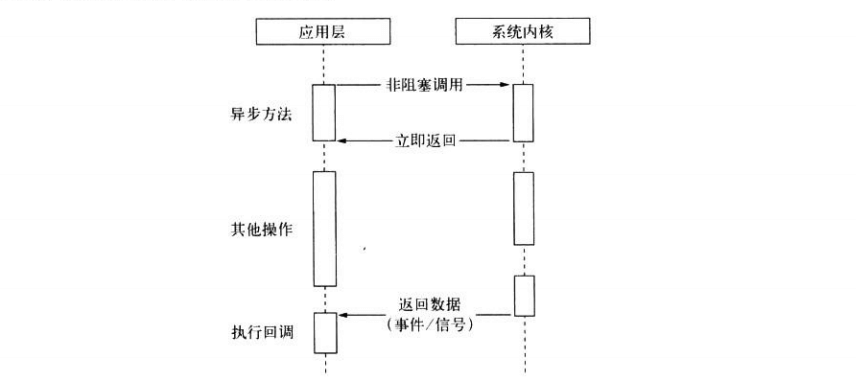 应用层
系统内核
非阻塞调用
异步方法
立即返回
其他操作
返回数据
(事件/信号)
执行回调